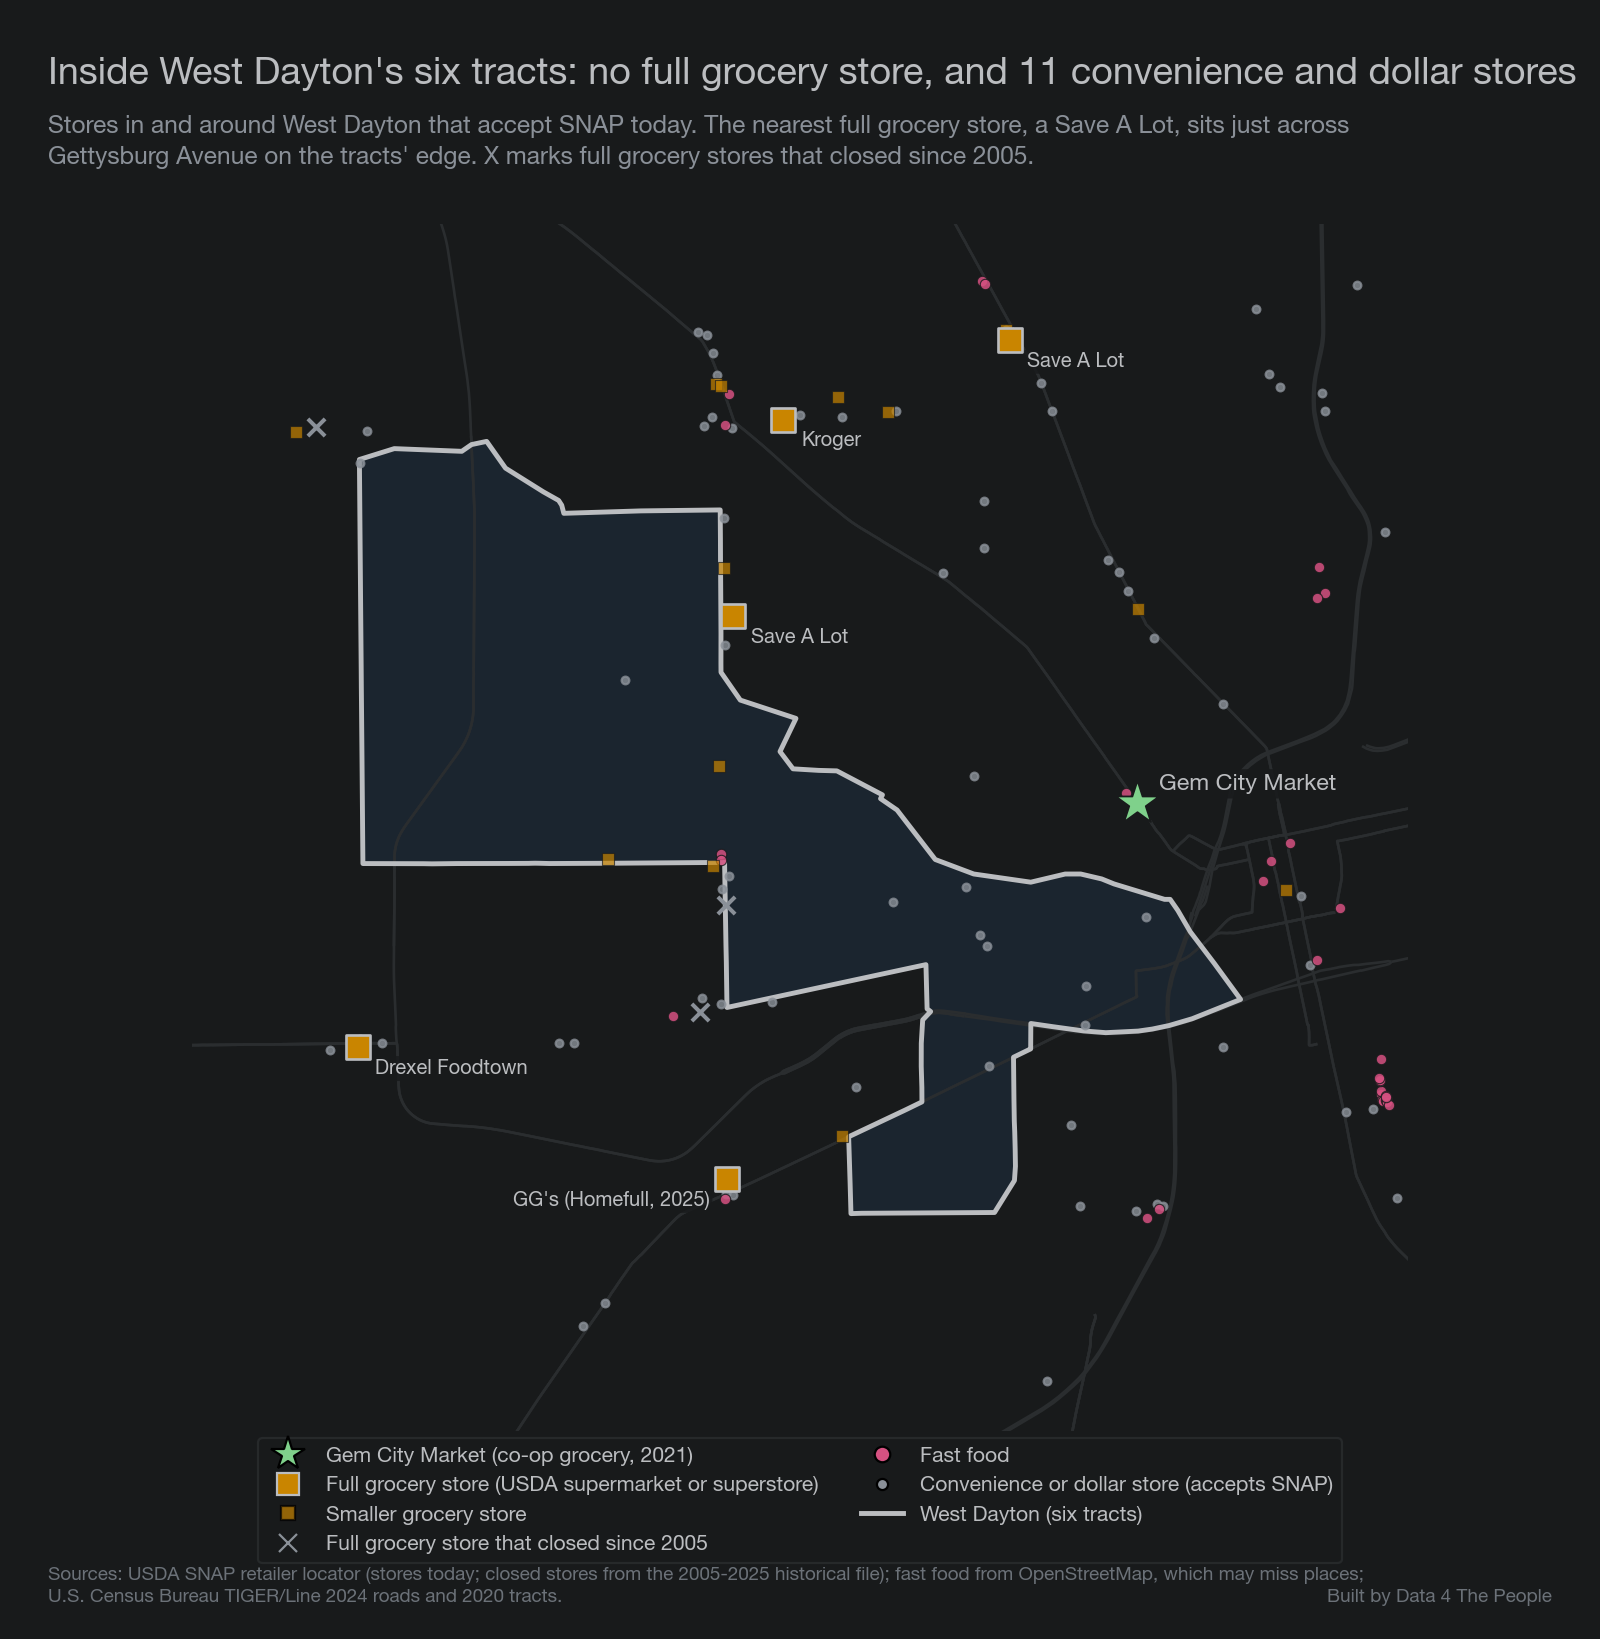 Inside West Dayton's six tracts: no full grocery store, and 11 convenience and dollar stores
Stores in and around West Dayton that accept SNAP today. The nearest full grocery store, a Save A Lot, sits just across
Gettysburg Avenue on the tracts' edge. X marks full grocery stores that closed since 2005.
Save A Lot
Kroger
Save A Lot
Gem City Market
Drexel Foodtown
GG's (Homefull, 2025)
Gem City Market (co-op grocery, 2021)
Full grocery store (USDA supermarket or superstore)
Smaller grocery store
Full grocery store that closed since 2005
Fast food
Convenience or dollar store (accepts SNAP)
West Dayton (six tracts)
Sources: USDA SNAP retailer locator (stores today; closed stores from the 2005-2025 historical file); fast food from OpenStreetMap, which may miss places;
U.S. Census Bureau TIGER/Line 2024 roads and 2020 tracts.
Built by Data 4 The People